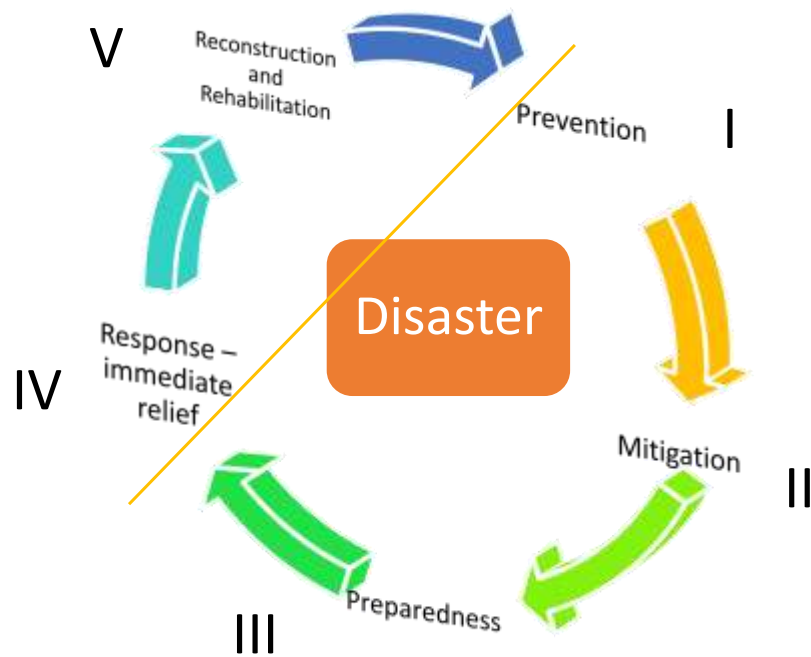 V
Reconstruction
and
Rehabilitation
Prevention
I
Disaster
Response –
immediate
relief
IV
Mitigation
II
Preparedness
III